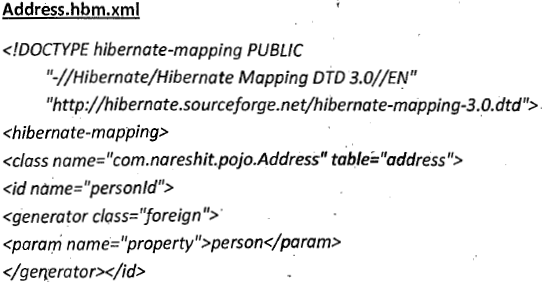 Address.hbm.xml
<!DOCTYPE hibernate-mapping PUBLIC
"-//Hibernate/Hibernate Mapping DTD 3.0//EN"
"http://hibernate.sourceforge.net/hibernate-mapping-3.0.dtd">
<hibernate-mapping>
<class name="com.nareshit.pojo.Address" table="address">
<id name="personId">
<generator class="foreign">
<param name="property">person</param>
</generator></id>